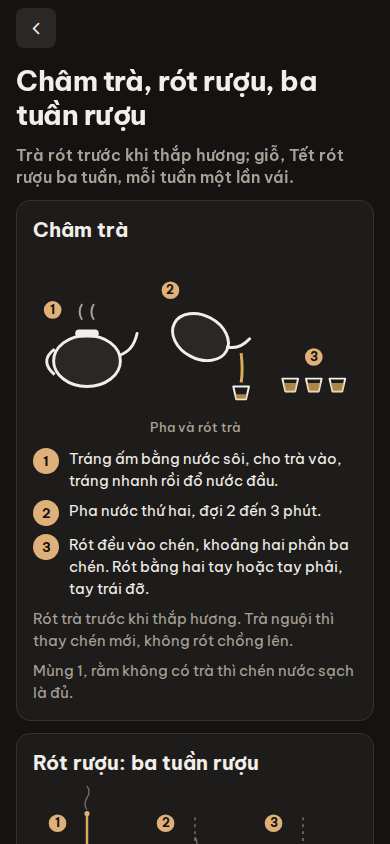 Châm trà, rót rượu, ba
tuần rượu
Trà rót trước khi thắp hương; giỗ, Tết rót
rượu ba tuần, mỗi tuần một lần vái.
Châm trà
1
2
3
Pha và rót trà
1 Tráng ấm bằng nước sôi, cho trà vào,
tráng nhanh rồi đổ nước đầu.
2 Pha nước thứ hai, đợi 2 đến 3 phút.
3 Rót đều vào chén, khoảng hai phần ba
chén. Rót bằng hai tay hoặc tay phải,
tay trái đỡ.
Rót trà trước khi thắp hương. Trà nguội thì
thay chén mới, không rót chồng lên.
Mùng 1, rằm không có trà thì chén nước sạch
là đủ.
Rót rượu: ba tuần rượu
1
2
3